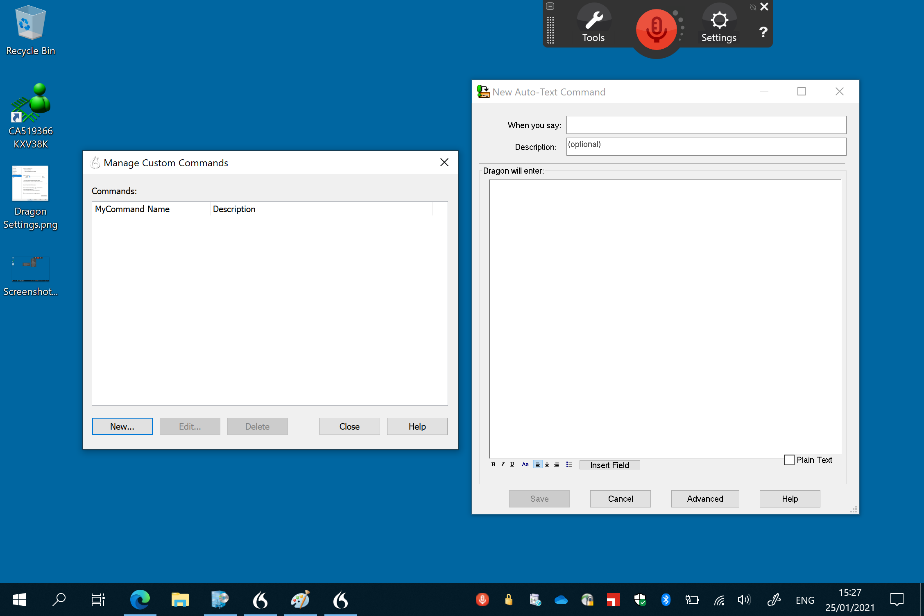 Recycle Bin
CA519366
KXV38K
Dragon
Settings.png
Screenshot...
Tools
Settings
?
New Auto-Text Command
When you say:
Description:
(optional)
Dragon will enter:
B I U Aa
Insert Field
Plain Text
Save
Cancel
Advanced
Help
Manage Custom Commands
Commands:
MyCommand Name
Description
New...
Edit...
Delete
Close
Help
ENG
15:27
25/01/2021